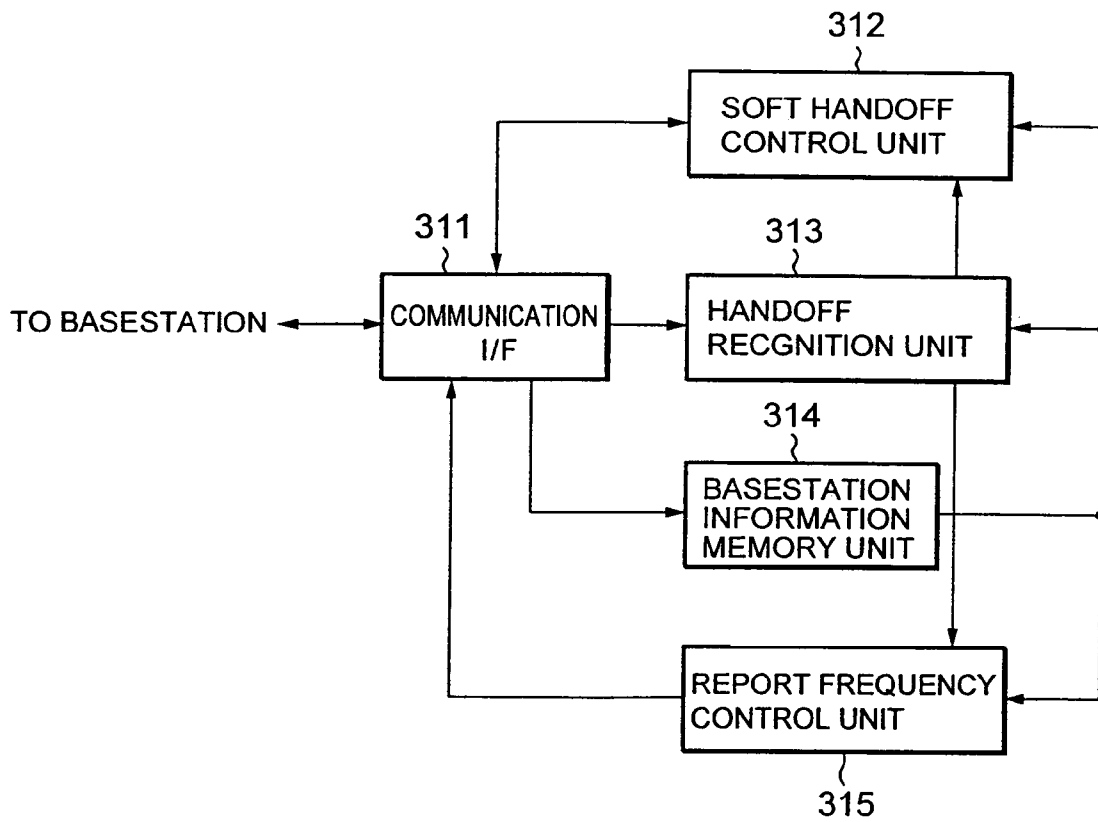 312
SOFT HANDOFF
CONTROL UNIT
311
313
TO BASESTATION
COMMUNICATION
I/F
HANDOFF
RECGNITION UNIT
314
BASESTATION
INFORMATION
MEMORY UNIT
REPORT FREQUENCY
CONTROL UNIT
315